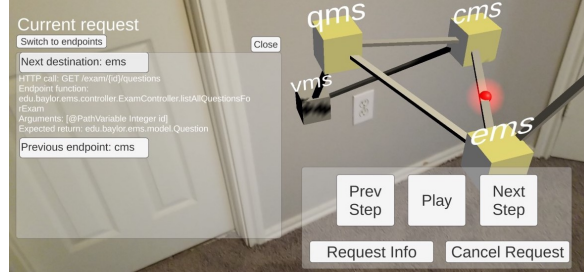 Current request
Switch to endpoints
Close
Next destination: ems
HTTP call: GET /exam/{id}/questions
Endpoint function:
edu.baylor.ems.controller.ExamController.listAllQuestionsFo
rExam
Arguments: [@PathVariable Integer id]
Expected return: edu.baylor.ems.model.Question
Previous endpoint: cms
qms
cms
vms
ems
Prev
Step
Play
Next
Step
Request Info
Cancel Request